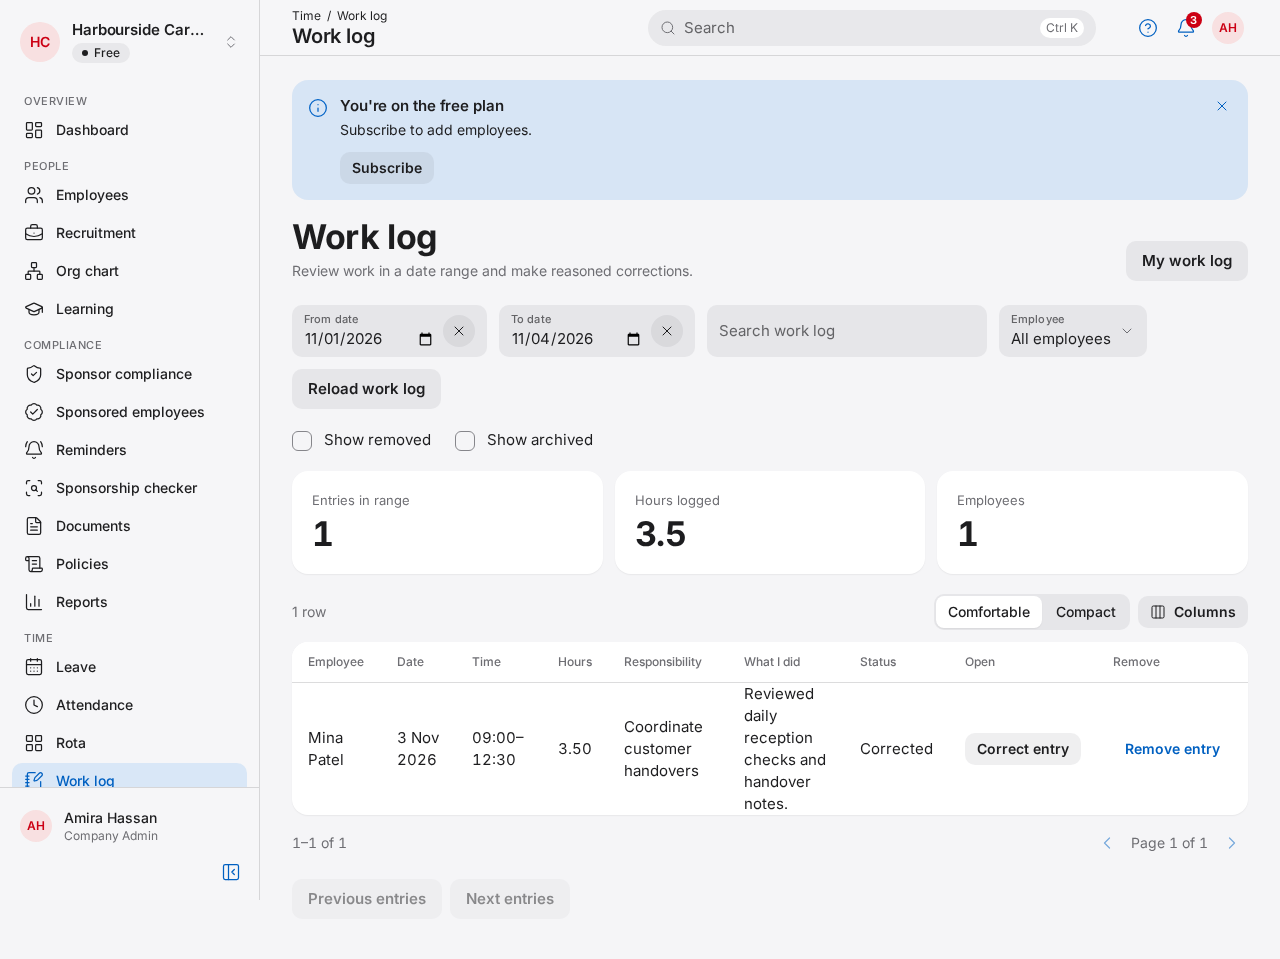 HC
Harbourside Car...
Free
OVERVIEW
Dashboard
PEOPLE
Employees
Recruitment
Org chart
Learning
COMPLIANCE
Sponsor compliance
Sponsored employees
Reminders
Sponsorship checker
Documents
Policies
Reports
TIME
Leave
Attendance
Rota
Work log
AH
Amira Hassan
Company Admin
Time / Work log
Work log
Search
Ctrl K
3
AH
You're on the free plan
Subscribe to add employees.
Subscribe
Work log
Review work in a date range and make reasoned corrections.
My work log
From date
11/01/2026
To date
11/04/2026
Search work log
Employee
All employees
Reload work log
Show removed
Show archived
Entries in range
1
Hours logged
3.5
Employees
1
1 row
Comfortable
Compact
Columns
Employee
Date
Time
Hours
Responsibility
What I did
Status
Open
Remove
Mina
Patel
3 Nov
2026
09:00–
12:30
3.50
Coordinate
customer
handovers
Reviewed
daily
reception
checks and
handover
notes.
Corrected
Correct entry
Remove entry
1–1 of 1
Page 1 of 1
Previous entries
Next entries